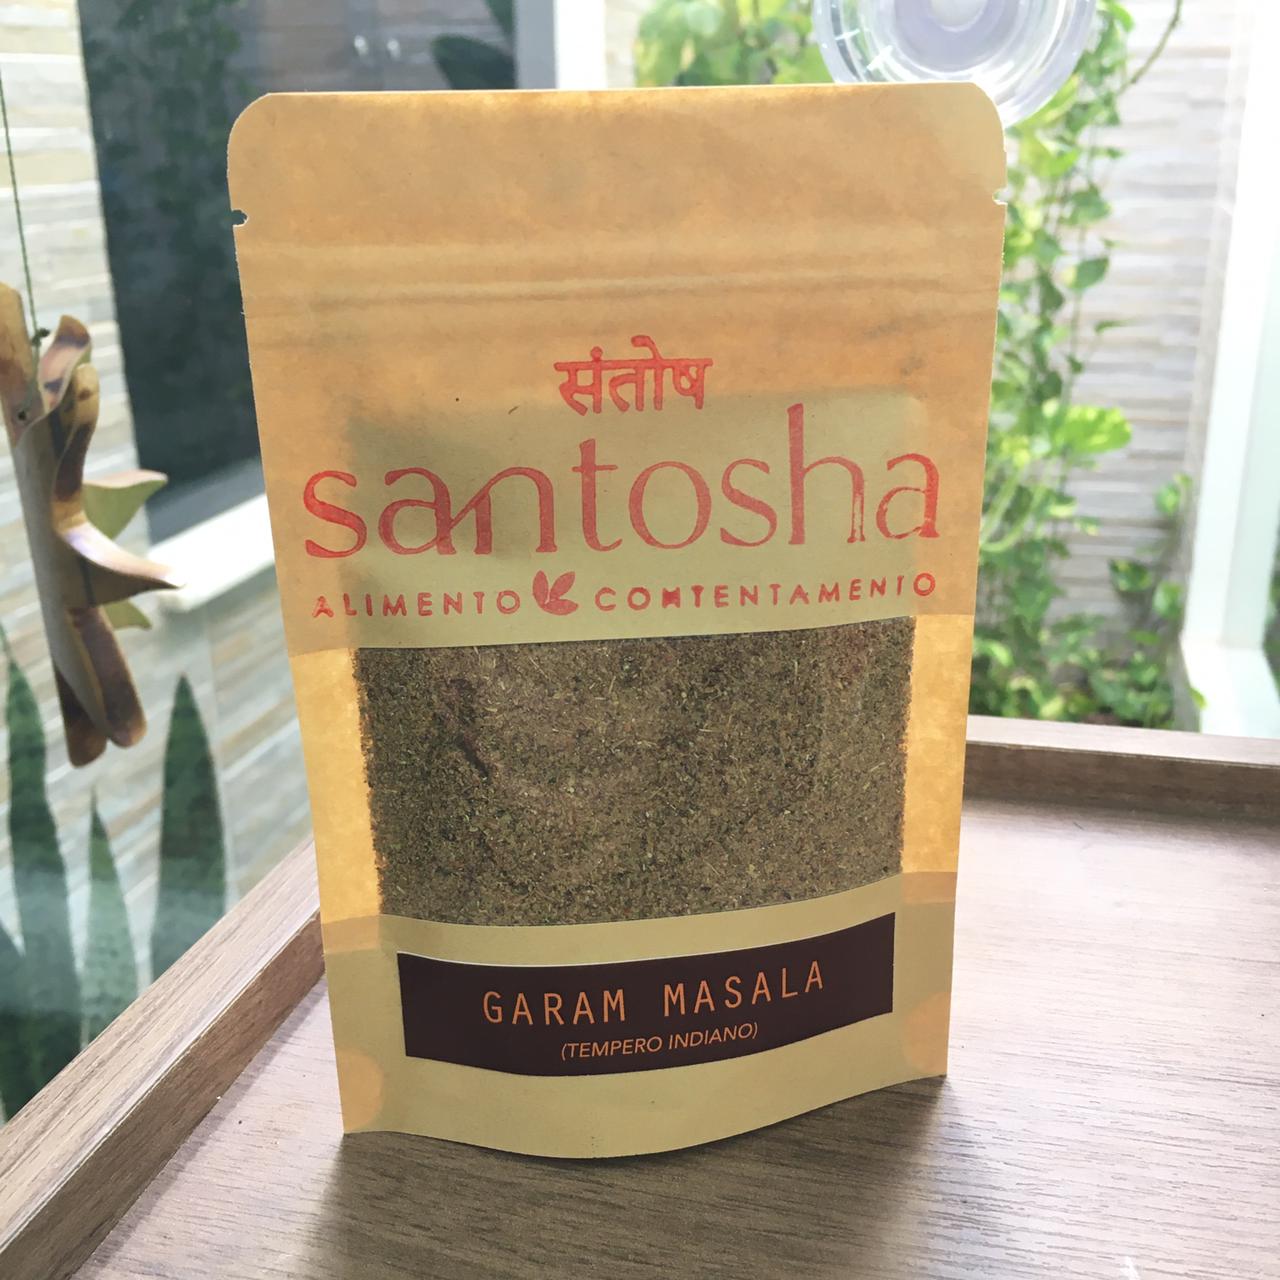 संतोष
santosha
ALIMENTO CONTENTAMENTO
GARAM MASALA
(TEMPERO INDIANO)